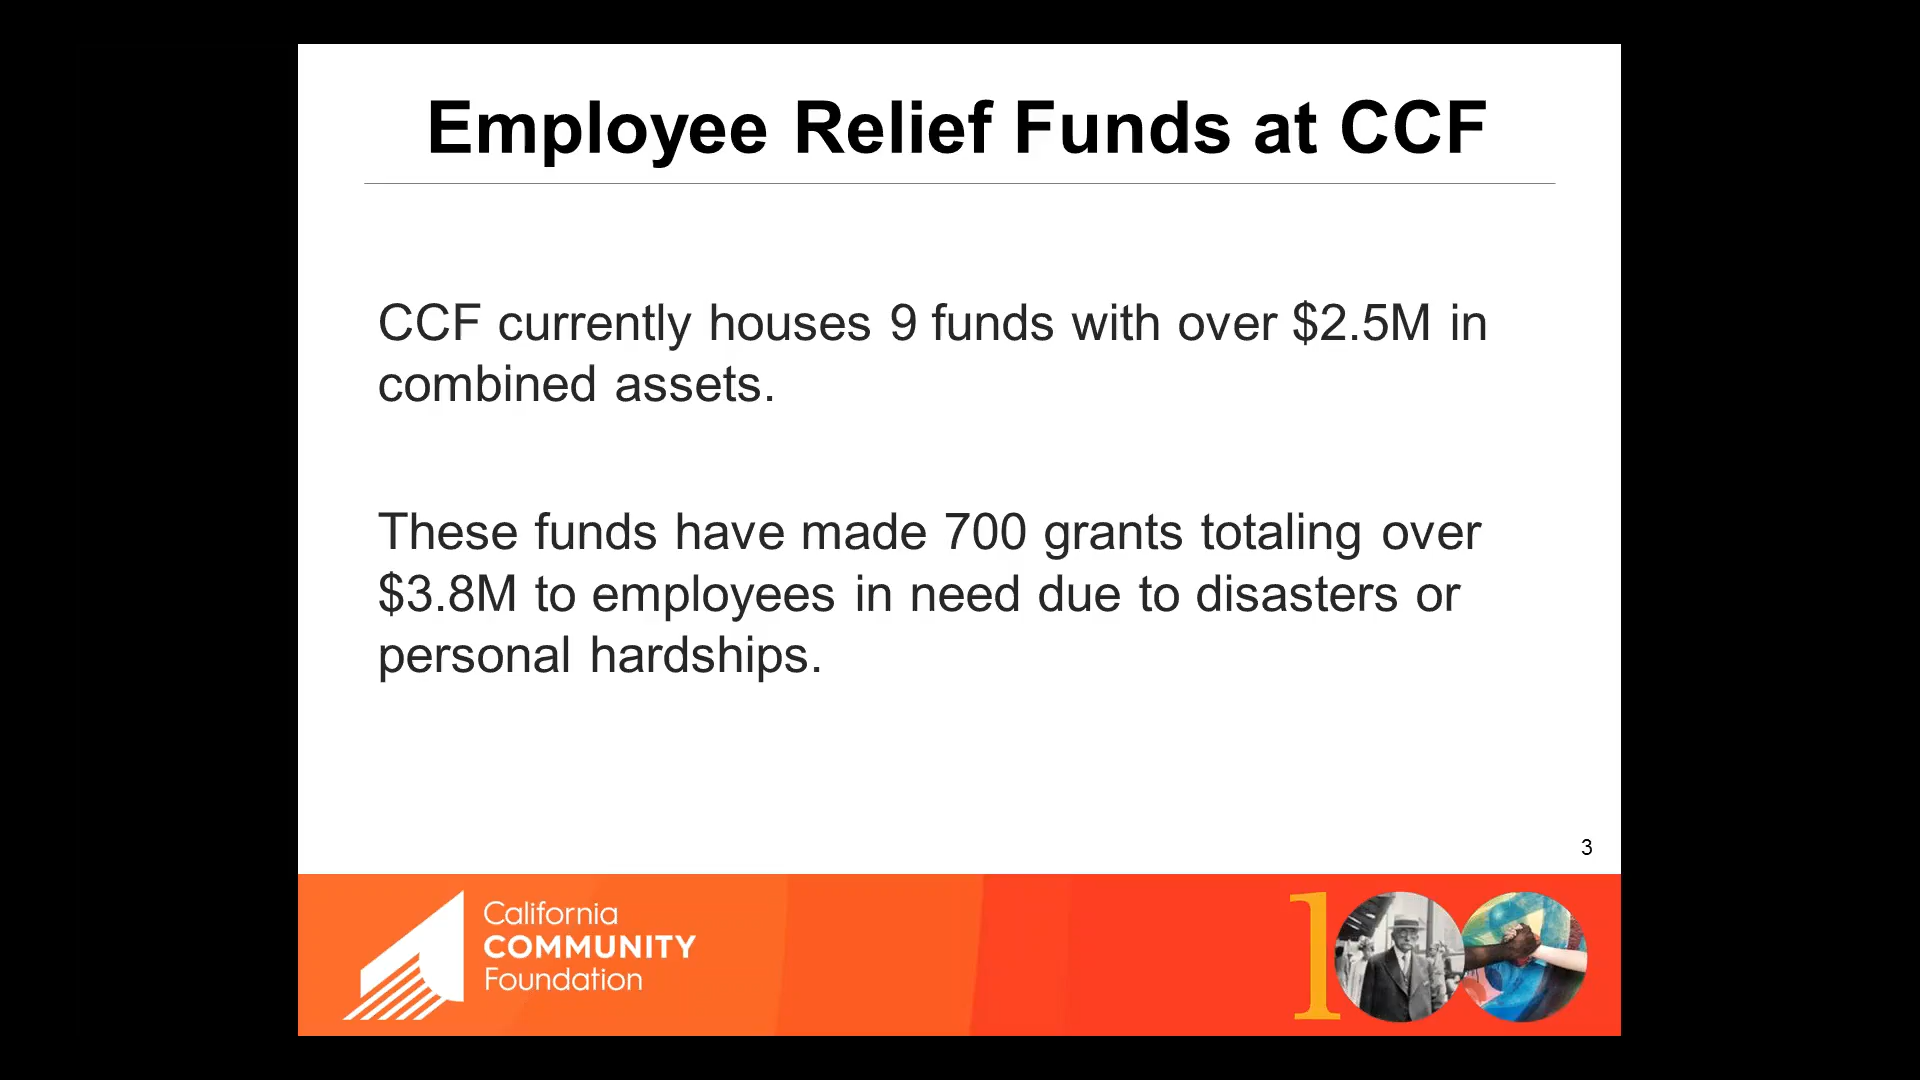 Employee Relief Funds at CCF
CCF currently houses 9 funds with over $2.5M in
combined assets.
These funds have made 700 grants totaling over
$3.8M to employees in need due to disasters or
personal hardships.
3
California
COMMUNITY
Foundation
100